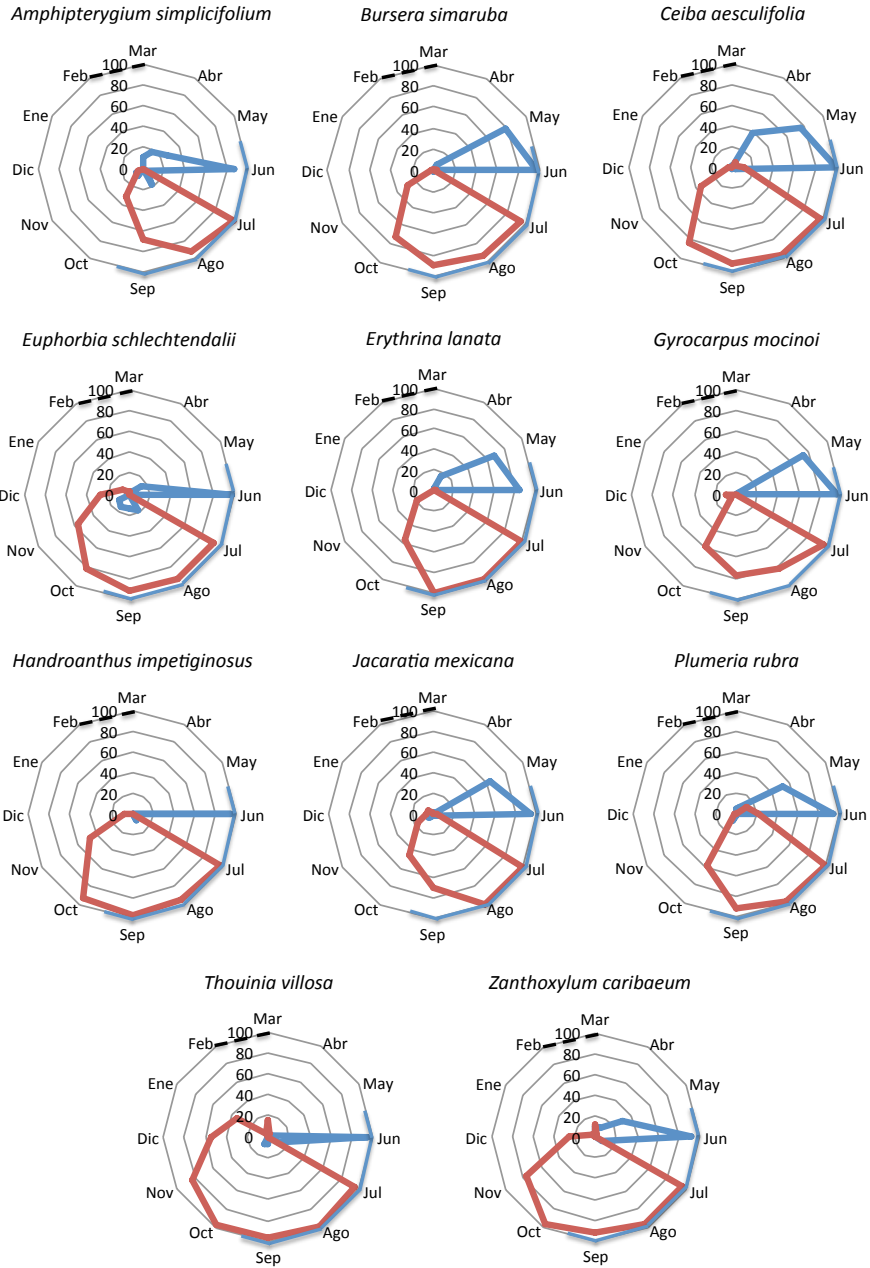 Amphipterygium simplicifolium
Mar
Abr
May
Jun
Jul
Ago
Sep
Oct
Nov
Dic
Ene
Feb
100
80
60
40
20
0
Bursera simaruba
Mar
Abr
May
Jun
Jul
Ago
Sep
Oct
Nov
Dic
Ene
Feb
100
80
60
40
20
0
Ceiba aesculifolia
Mar
Abr
May
Jun
Jul
Ago
Sep
Oct
Nov
Dic
Ene
Feb
100
80
60
40
20
0
Euphorbia schlechtendalii
Mar
Abr
May
Jun
Jul
Ago
Sep
Oct
Nov
Dic
Ene
Feb
100
80
60
40
20
0
Erythrina lanata
Mar
Abr
May
Jun
Jul
Ago
Sep
Oct
Nov
Dic
Ene
Feb
100
80
60
40
20
0
Gyrocarpus mocinoi
Mar
Abr
May
Jun
Jul
Ago
Sep
Oct
Nov
Dic
Ene
Feb
100
80
60
40
20
0
Handroanthus impetiginosus
Mar
Abr
May
Jun
Jul
Ago
Sep
Oct
Nov
Dic
Ene
Feb
100
80
60
40
20
0
Jacaratia mexicana
Mar
Abr
May
Jun
Jul
Ago
Sep
Oct
Nov
Dic
Ene
Feb
100
80
60
40
20
0
Plumeria rubra
Mar
Abr
May
Jun
Jul
Ago
Sep
Oct
Nov
Dic
Ene
Feb
100
80
60
40
20
0
Thouinia villosa
Mar
Abr
May
Jun
Jul
Ago
Sep
Oct
Nov
Dic
Ene
Feb
100
80
60
40
20
0
Zanthoxylum caribaeum
Mar
Abr
May
Jun
Jul
Ago
Sep
Oct
Nov
Dic
Ene
Feb
100
80
60
40
20
0